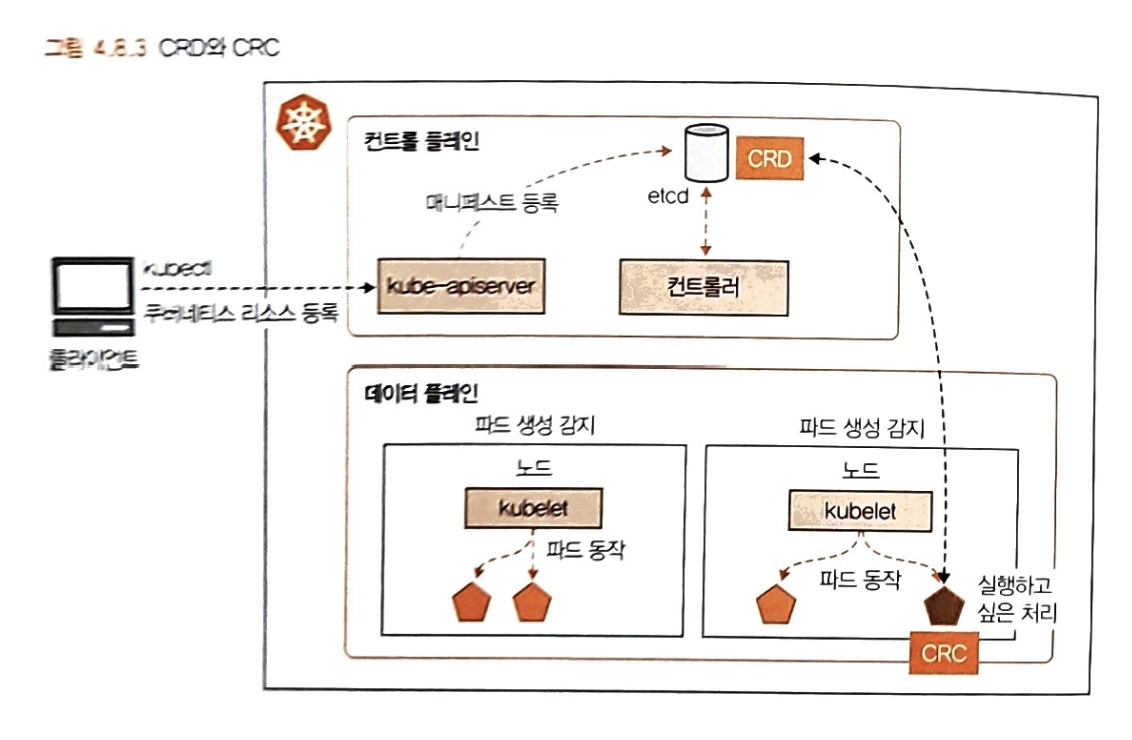 그림 4.8.3 CRD와 CRC
컨트롤 플레인
CRD
etcd
매니페스트 등록
kubectl
kube-apiserver
컨트롤러
쿠버네티스 리소스 등록
클라이언트
데이터 플레인
파드 생성 감지
파드 생성 감지
노드
노드
kubelet
kubelet
파드 동작
파드 동작
실행하고
싶은 처리
CRC